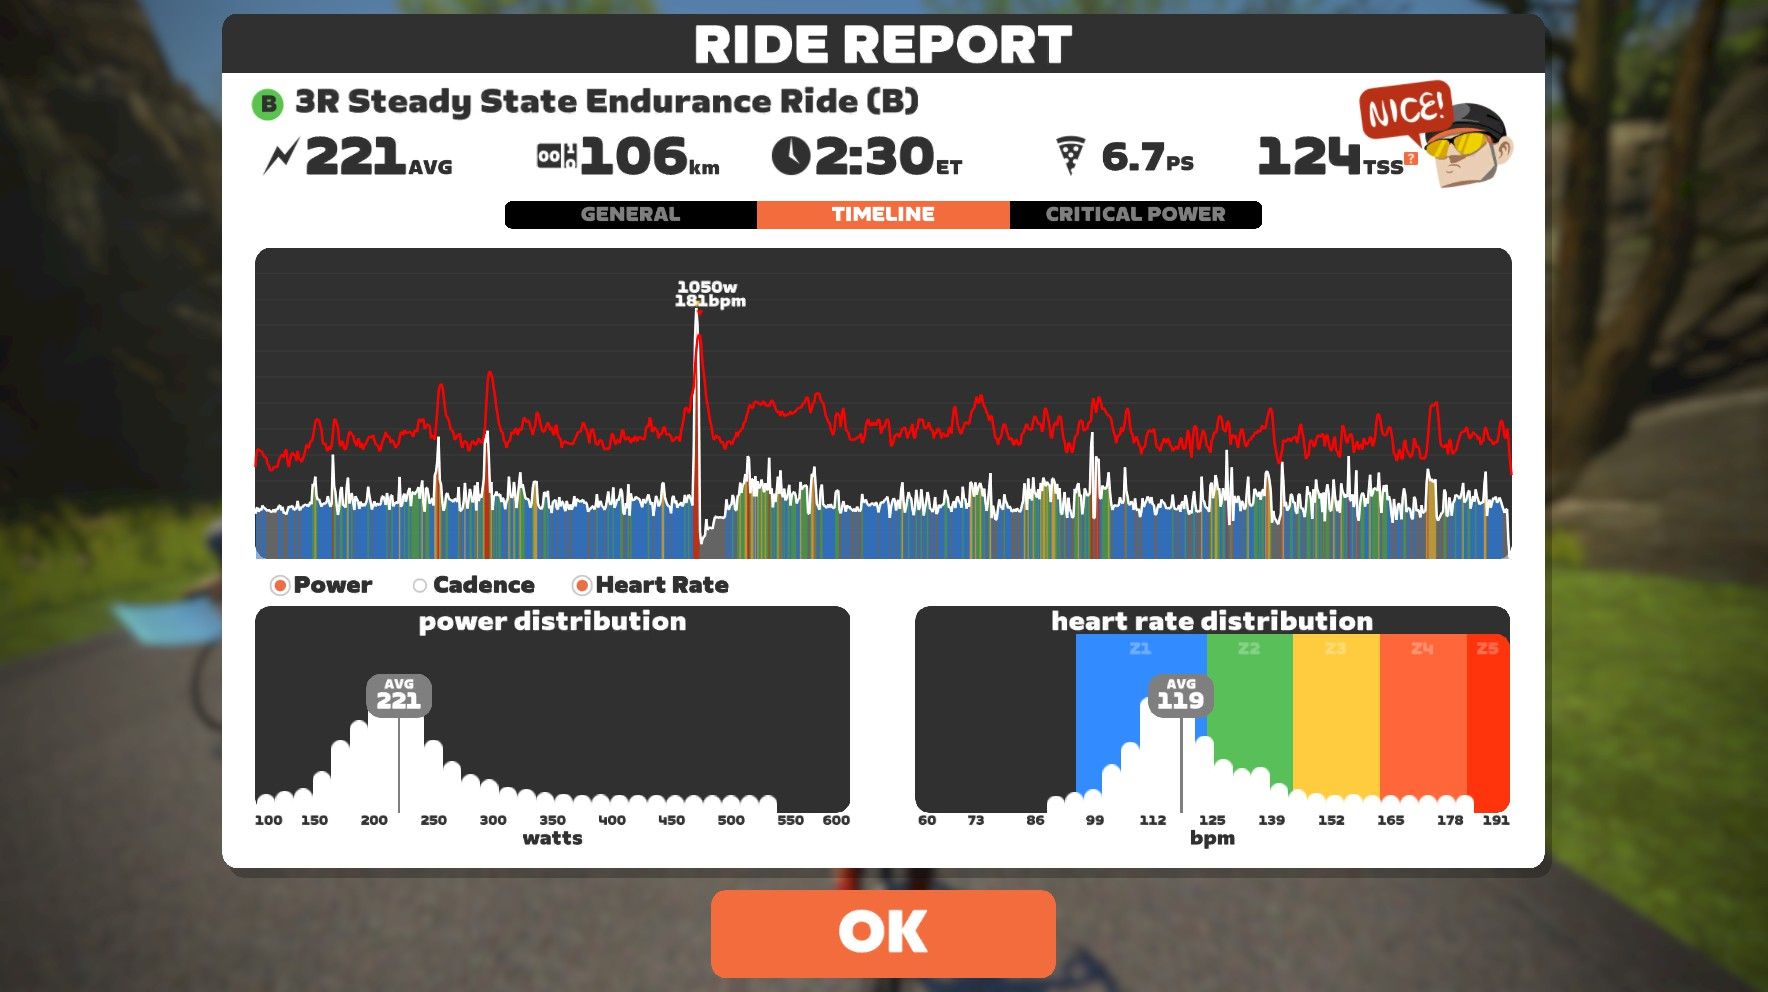 RIDE REPORT
B 3R Steady State Endurance Ride (B)
NICE!
221AVG 106km 2:30ET 6.7PS 124TSS?
GENERAL TIMELINE CRITICAL POWER
1050w
181bpm
Power Cadence Heart Rate
power distribution
AVG
221
100 150 200 250 300 350 400 450 500 550 600
watts
heart rate distribution
Z1 Z2 Z3 Z4 Z5
AVG
119
60 73 86 99 112 125 139 152 165 178 191
bpm
OK